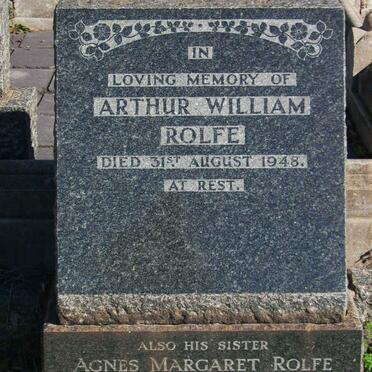 IN
LOVING MEMORY OF
ARTHUR WILLIAM
ROLFE
DIED 31ST AUGUST 1948.
AT REST.
ALSO HIS SISTER
AGNES MARGARET ROLFE